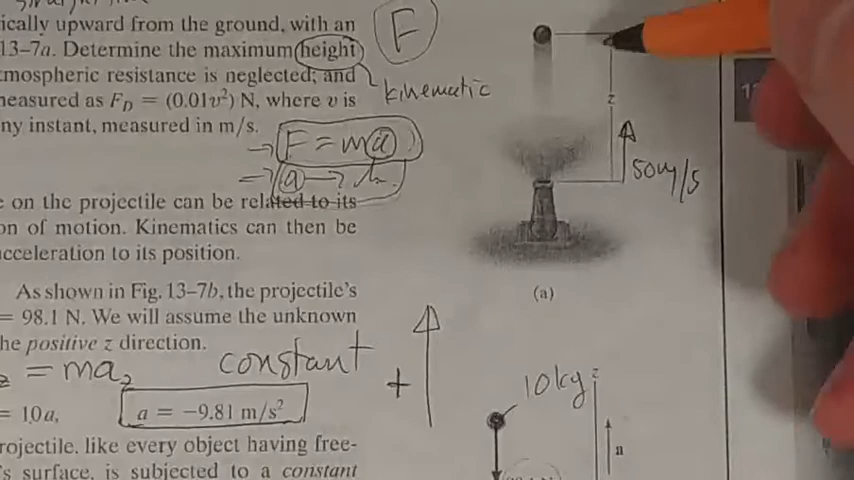 ically upward from the ground, with an
13–7a. Determine the maximum height
tmospheric resistance is neglected; and
neasured as F_D = (0.01v²) N, where v is
ny instant, measured in m/s.
F
kinematic
F = ma
a → h
z
50m/s
e on the projectile can be related to its
on of motion. Kinematics can then be
acceleration to its position.
(a)
As shown in Fig. 13–7b, the projectile's
= 98.1 N. We will assume the unknown
he positive z direction.
z = ma_z
constant
+
= 10a,
a = −9.81 m/s²
10kg
z
a
rojectile, like every object having free-
's surface, is subjected to a constant